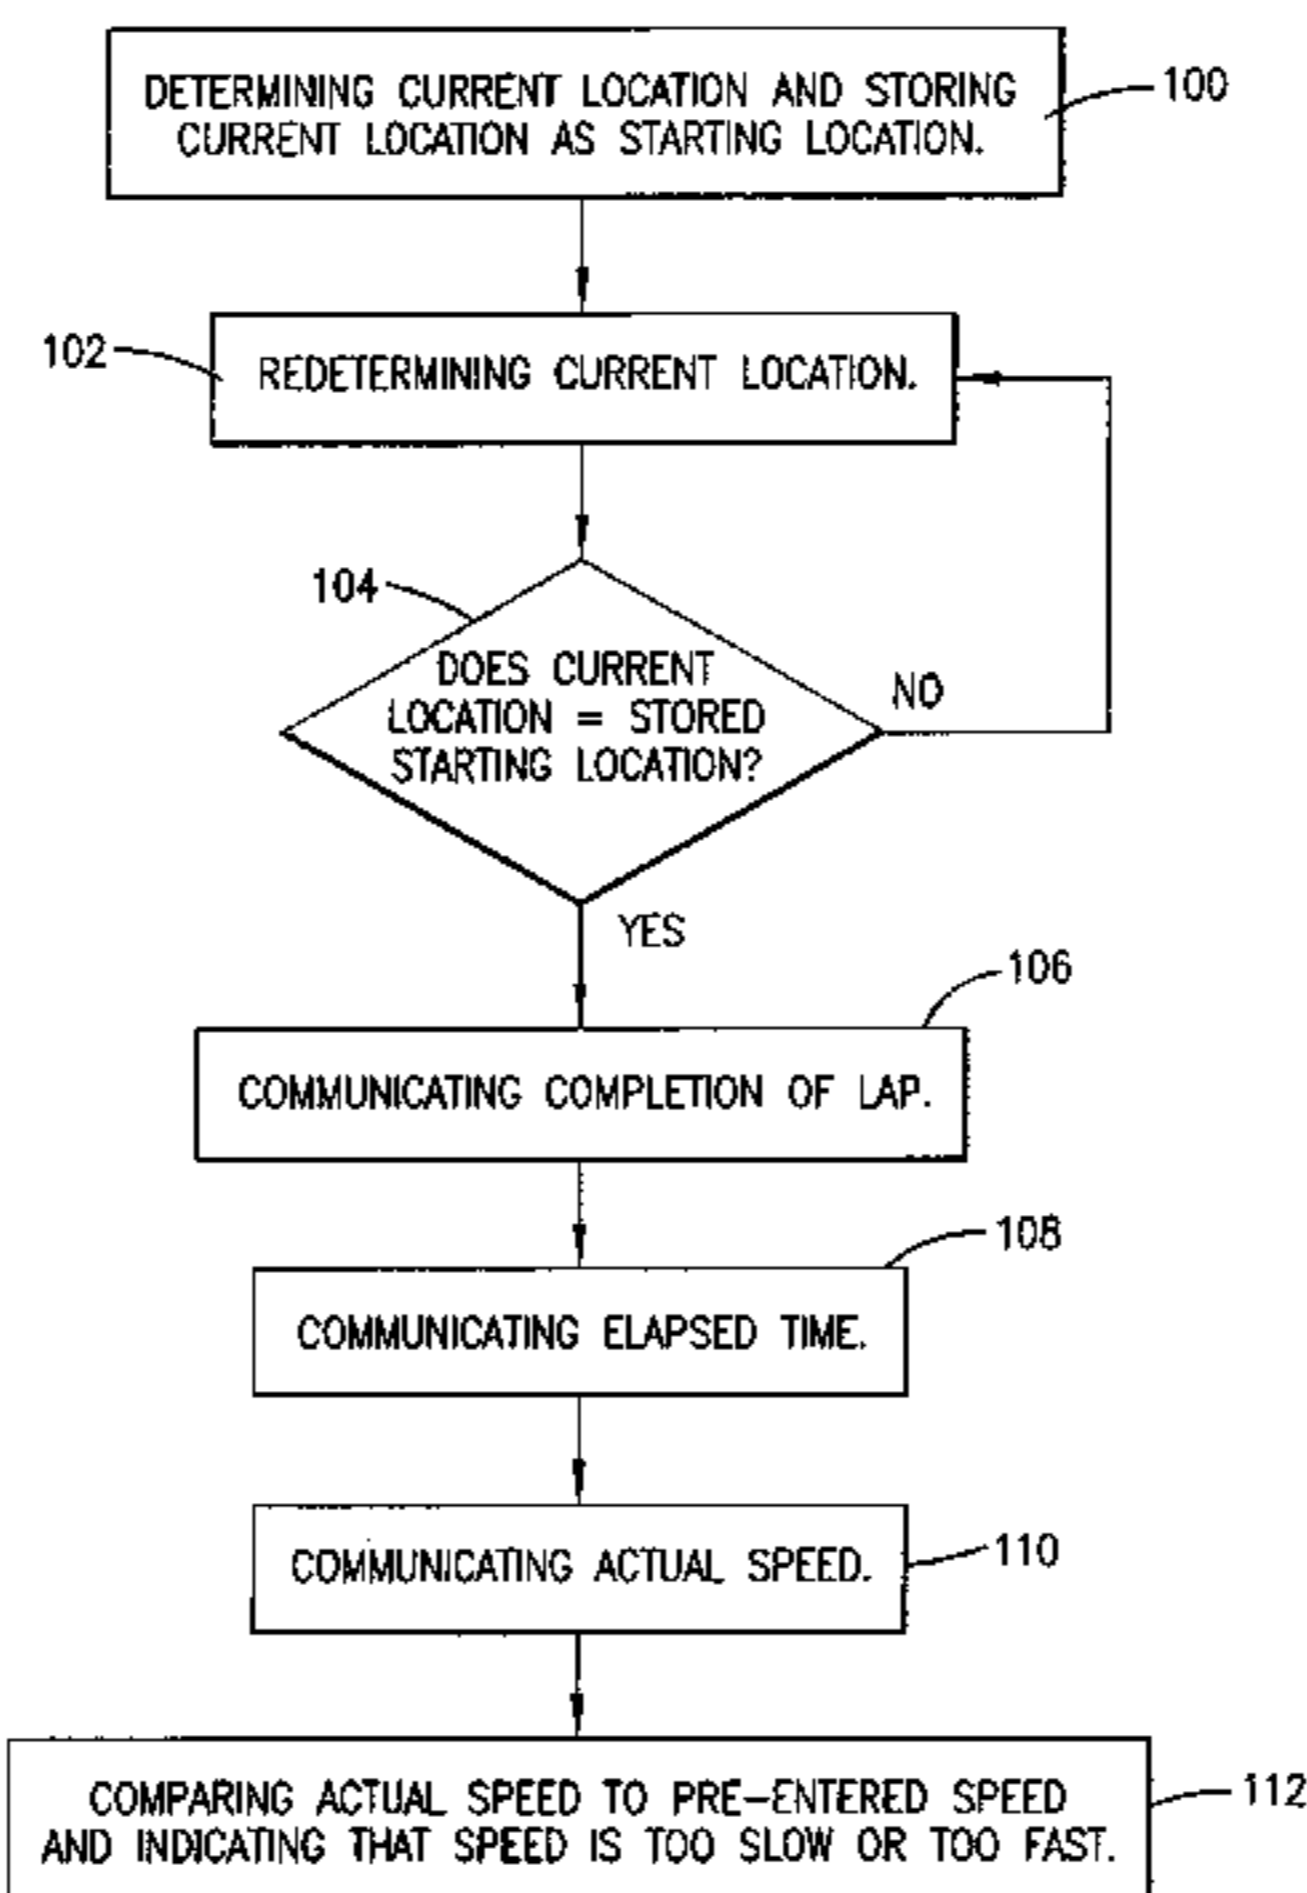 DETERMINING CURRENT LOCATION AND STORING
CURRENT LOCATION AS STARTING LOCATION.
100
102
REDETERMINING CURRENT LOCATION.
104
DOES CURRENT
LOCATION = STORED
STARTING LOCATION?
NO
YES
106
COMMUNICATING COMPLETION OF LAP.
108
COMMUNICATING ELAPSED TIME.
110
COMMUNICATING ACTUAL SPEED.
112
COMPARING ACTUAL SPEED TO PRE-ENTERED SPEED
AND INDICATING THAT SPEED IS TOO SLOW OR TOO FAST.